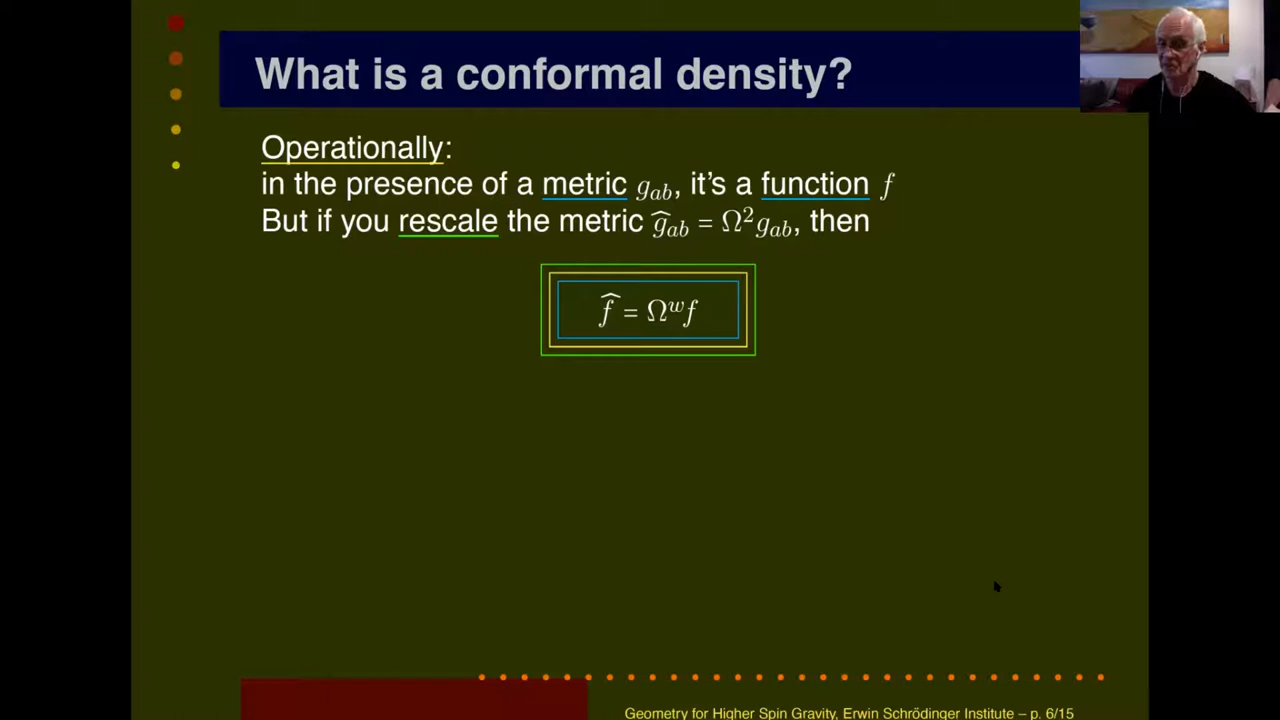 What is a conformal density?
Operationally:
in the presence of a metric g_ab, it's a function f
But if you rescale the metric ĝ_ab = Ω²g_ab, then
f̂ = Ω^w f
Geometry for Higher Spin Gravity, Erwin Schrödinger Institute – p. 6/15